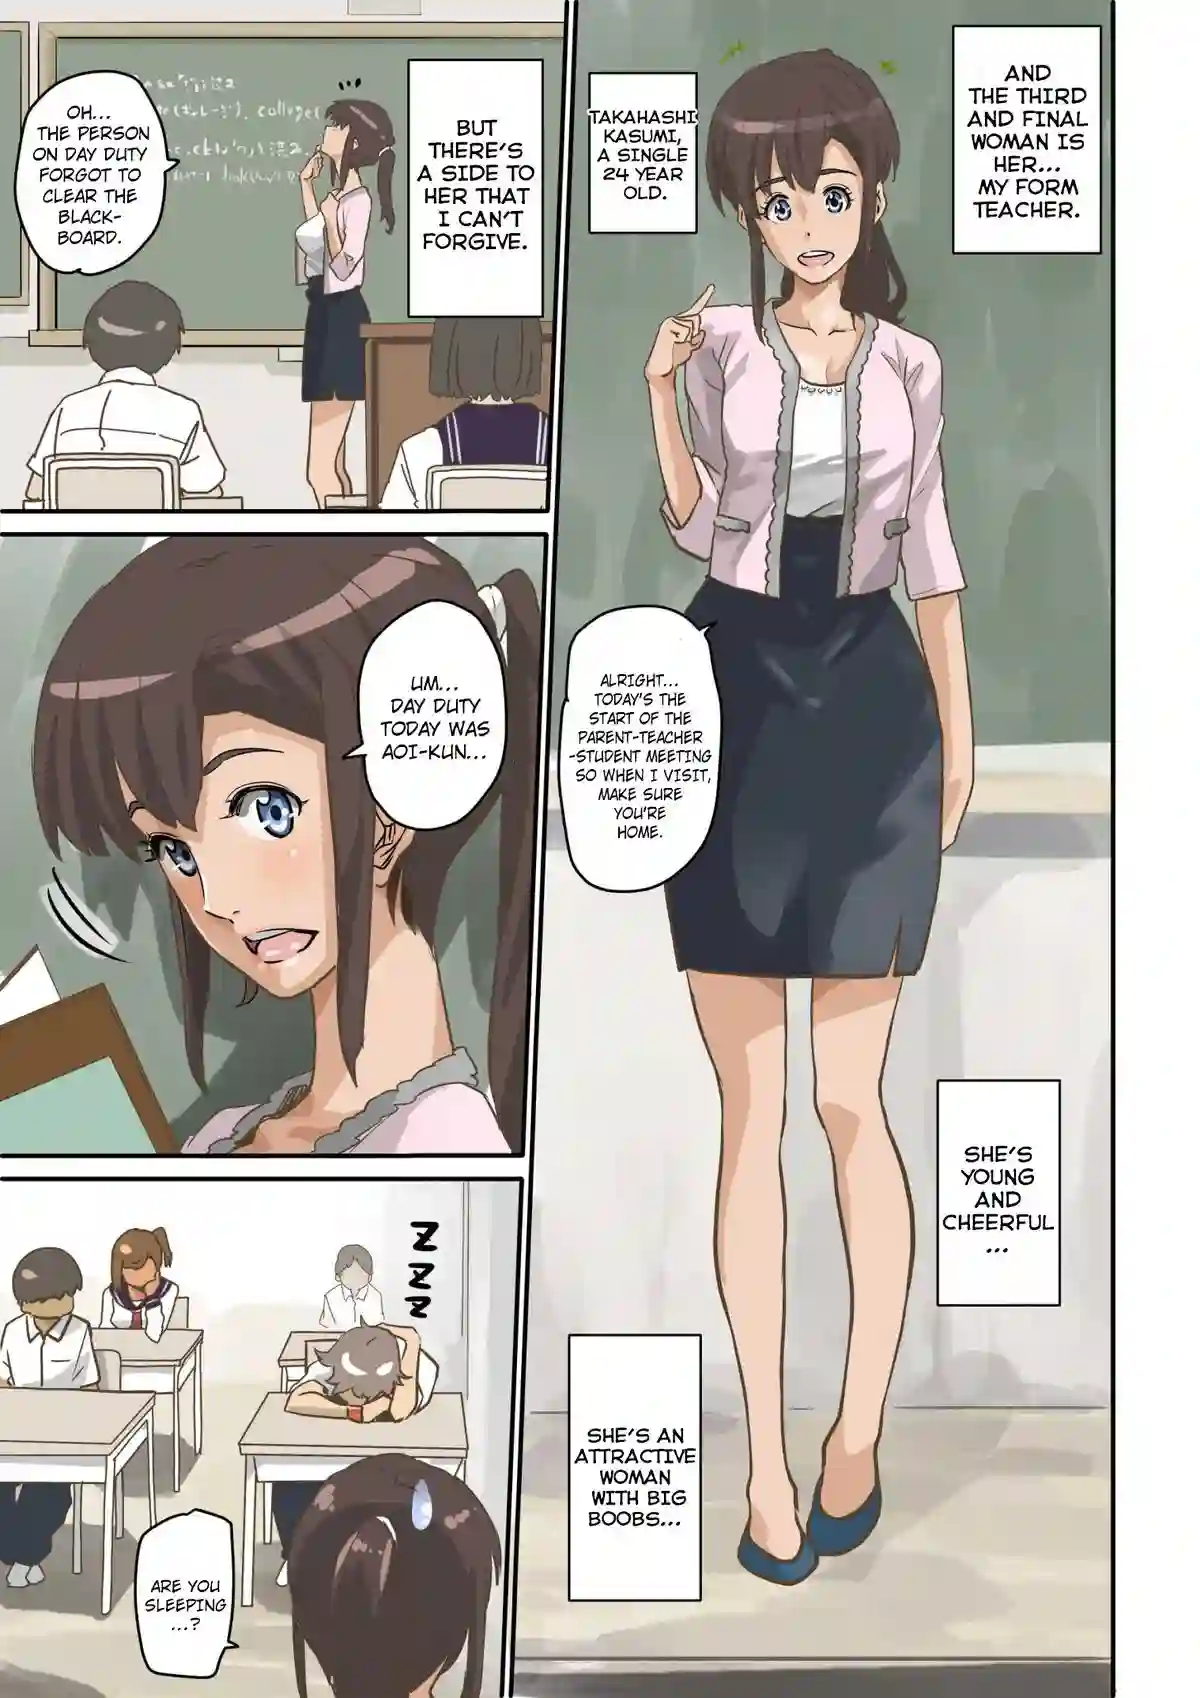 AND
THE THIRD
AND FINAL
WOMAN IS
HER...
MY FORM
TEACHER.
TAKAHASHI
KASUMI,
A SINGLE
24 YEAR
OLD.
ALRIGHT...
TODAY'S THE
START OF THE
PARENT-TEACHER
-STUDENT MEETING
SO WHEN I VISIT,
MAKE SURE
YOU'RE
HOME.
SHE'S
YOUNG
AND
CHEERFUL
...
SHE'S AN
ATTRACTIVE
WOMAN
WITH BIG
BOOBS...
BUT
THERE'S
A SIDE TO
HER THAT
I CAN'T
FORGIVE.
OH...
THE PERSON
ON DAY DUTY
FORGOT TO
CLEAR THE
BLACK-
BOARD.
UM...
DAY DUTY
TODAY WAS
AOI-KUN...
Z
Z
Z
ARE YOU
SLEEPING
...?